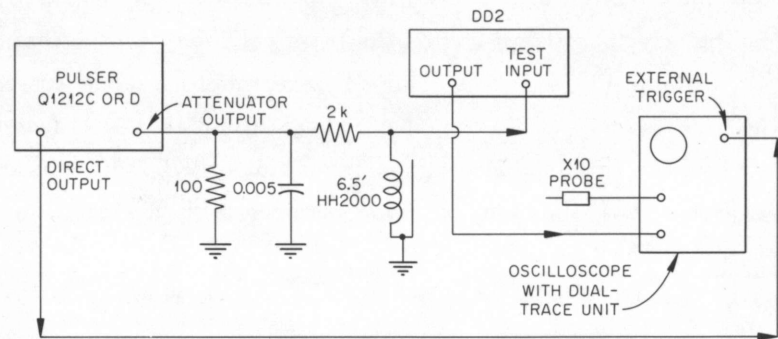 DD2
PULSER
Q1212C OR D
ATTENUATOR
OUTPUT
DIRECT
OUTPUT
2 k
100
0.005
6.5'
HH2000
OUTPUT
TEST
INPUT
EXTERNAL
TRIGGER
X10
PROBE
OSCILLOSCOPE
WITH DUAL-
TRACE UNIT